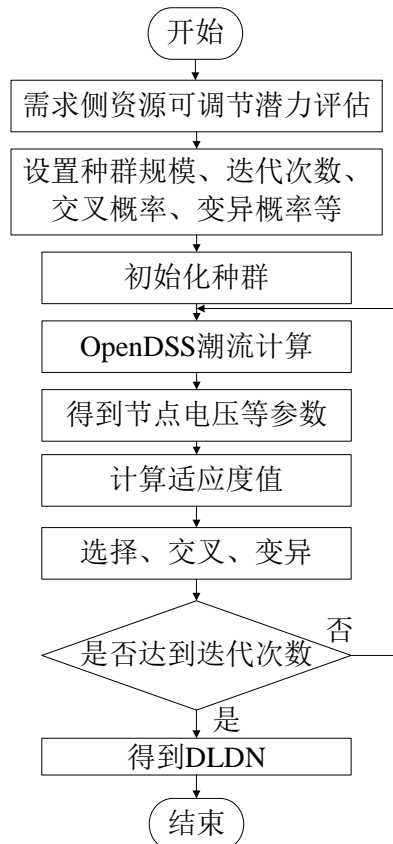 开始
需求侧资源可调节潜力评估
设置种群规模、迭代次数、
交叉概率、变异概率等
初始化种群
OpenDSS潮流计算
得到节点电压等参数
计算适应度值
选择、交叉、变异
否
是否达到迭代次数
是
得到DLDN
结束